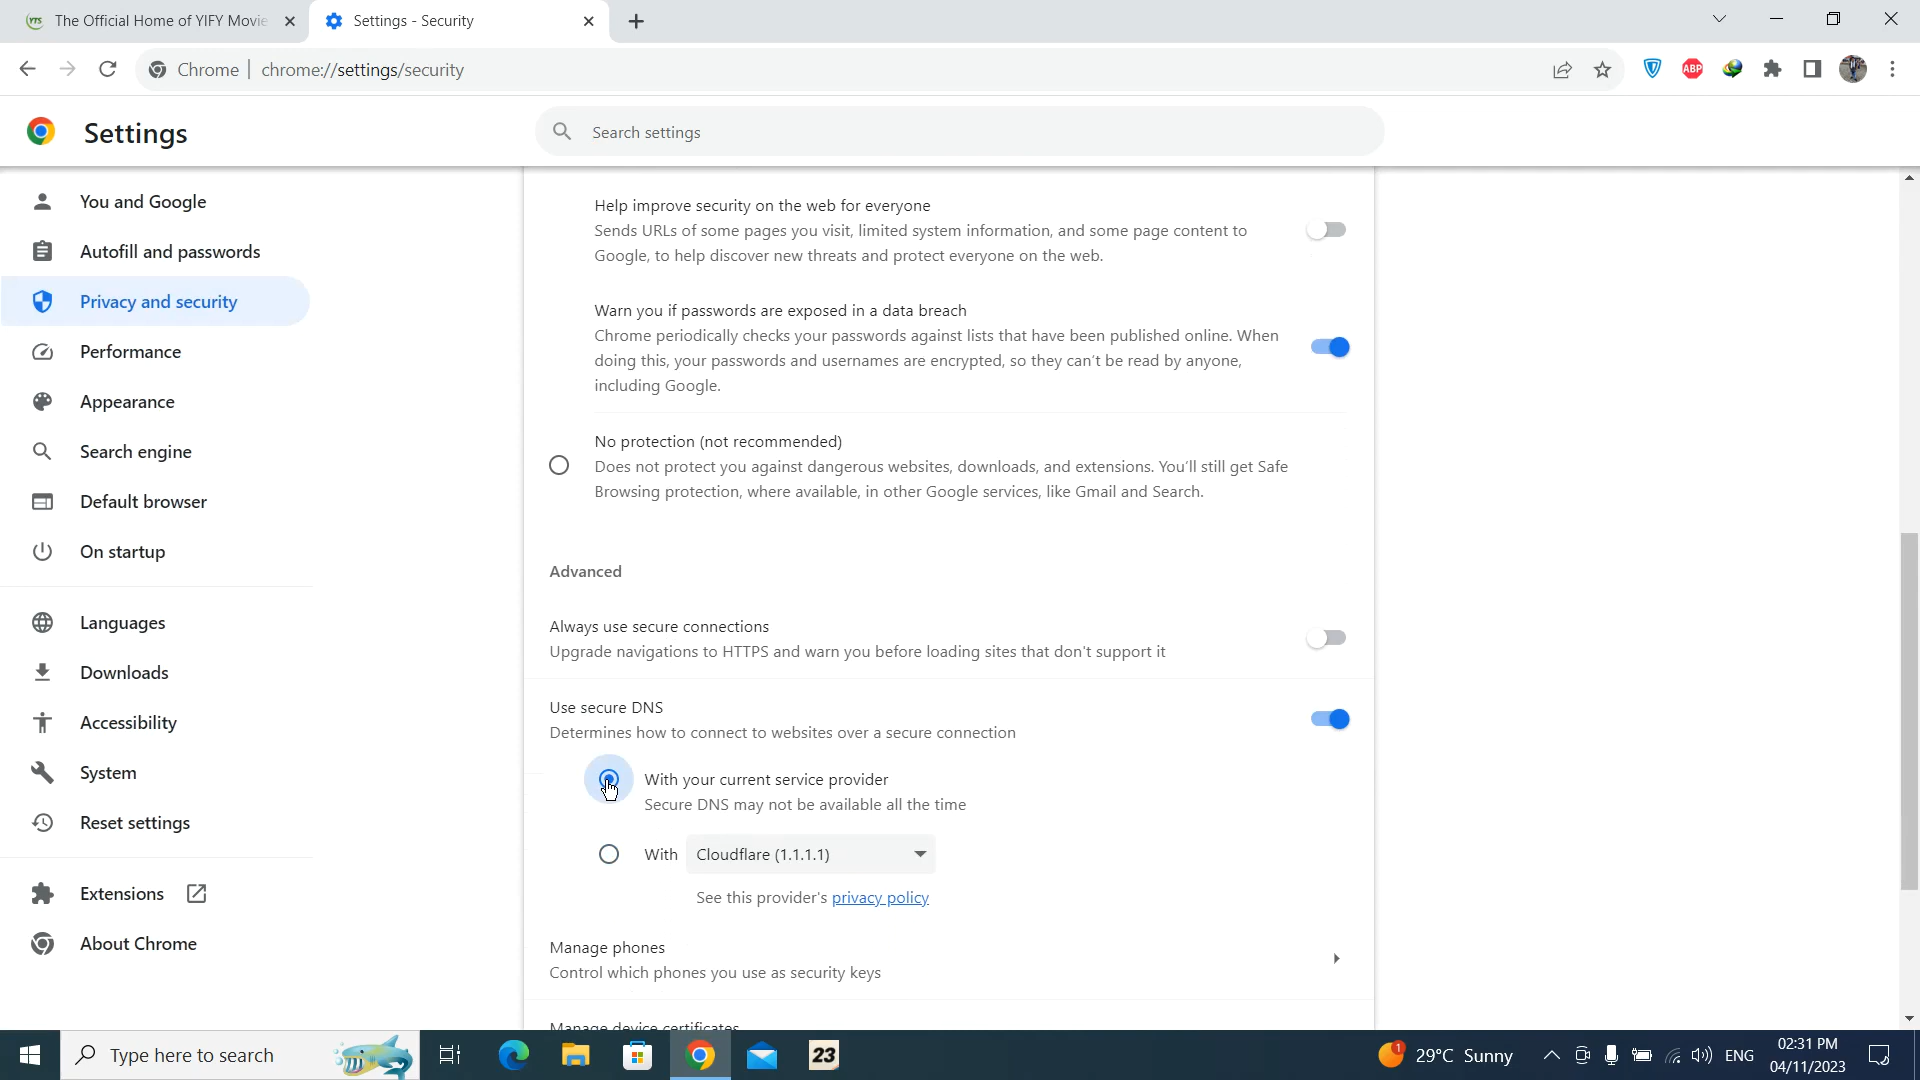 YTS
The Official Home of YIFY Movie
Settings - Security
Chrome
chrome://settings/security
ABP
Settings
Search settings
You and Google
Autofill and passwords
Privacy and security
Performance
Appearance
Search engine
Default browser
On startup
Languages
Downloads
Accessibility
System
Reset settings
Extensions
About Chrome
Help improve security on the web for everyone
Sends URLs of some pages you visit, limited system information, and some page content to
Google, to help discover new threats and protect everyone on the web.
Warn you if passwords are exposed in a data breach
Chrome periodically checks your passwords against lists that have been published online. When
doing this, your passwords and usernames are encrypted, so they can't be read by anyone,
including Google.
No protection (not recommended)
Does not protect you against dangerous websites, downloads, and extensions. You'll still get Safe
Browsing protection, where available, in other Google services, like Gmail and Search.
Advanced
Always use secure connections
Upgrade navigations to HTTPS and warn you before loading sites that don't support it
Use secure DNS
Determines how to connect to websites over a secure connection
With your current service provider
Secure DNS may not be available all the time
With Cloudflare (1.1.1.1)
See this provider's privacy policy
Manage phones
Control which phones you use as security keys
Manage device certificates
Type here to search
23
1
29°C Sunny
ENG
02:31 PM
04/11/2023